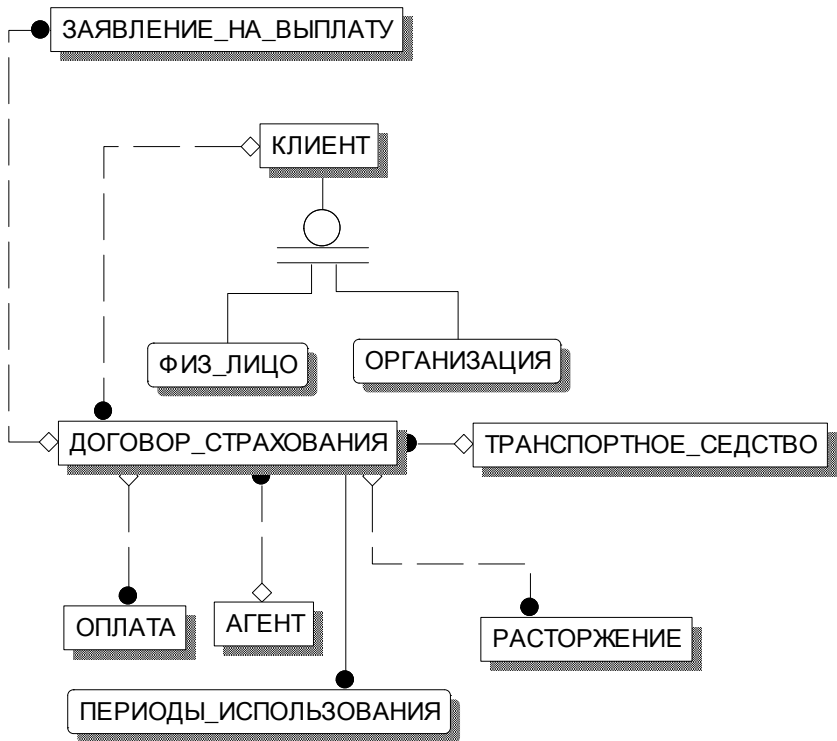 ЗАЯВЛЕНИЕ_НА_ВЫПЛАТУ
КЛИЕНТ
ФИЗ_ЛИЦО
ОРГАНИЗАЦИЯ
ДОГОВОР_СТРАХОВАНИЯ
ТРАНСПОРТНОЕ_СЕДСТВО
ОПЛАТА
АГЕНТ
РАСТОРЖЕНИЕ
ПЕРИОДЫ_ИСПОЛЬЗОВАНИЯ